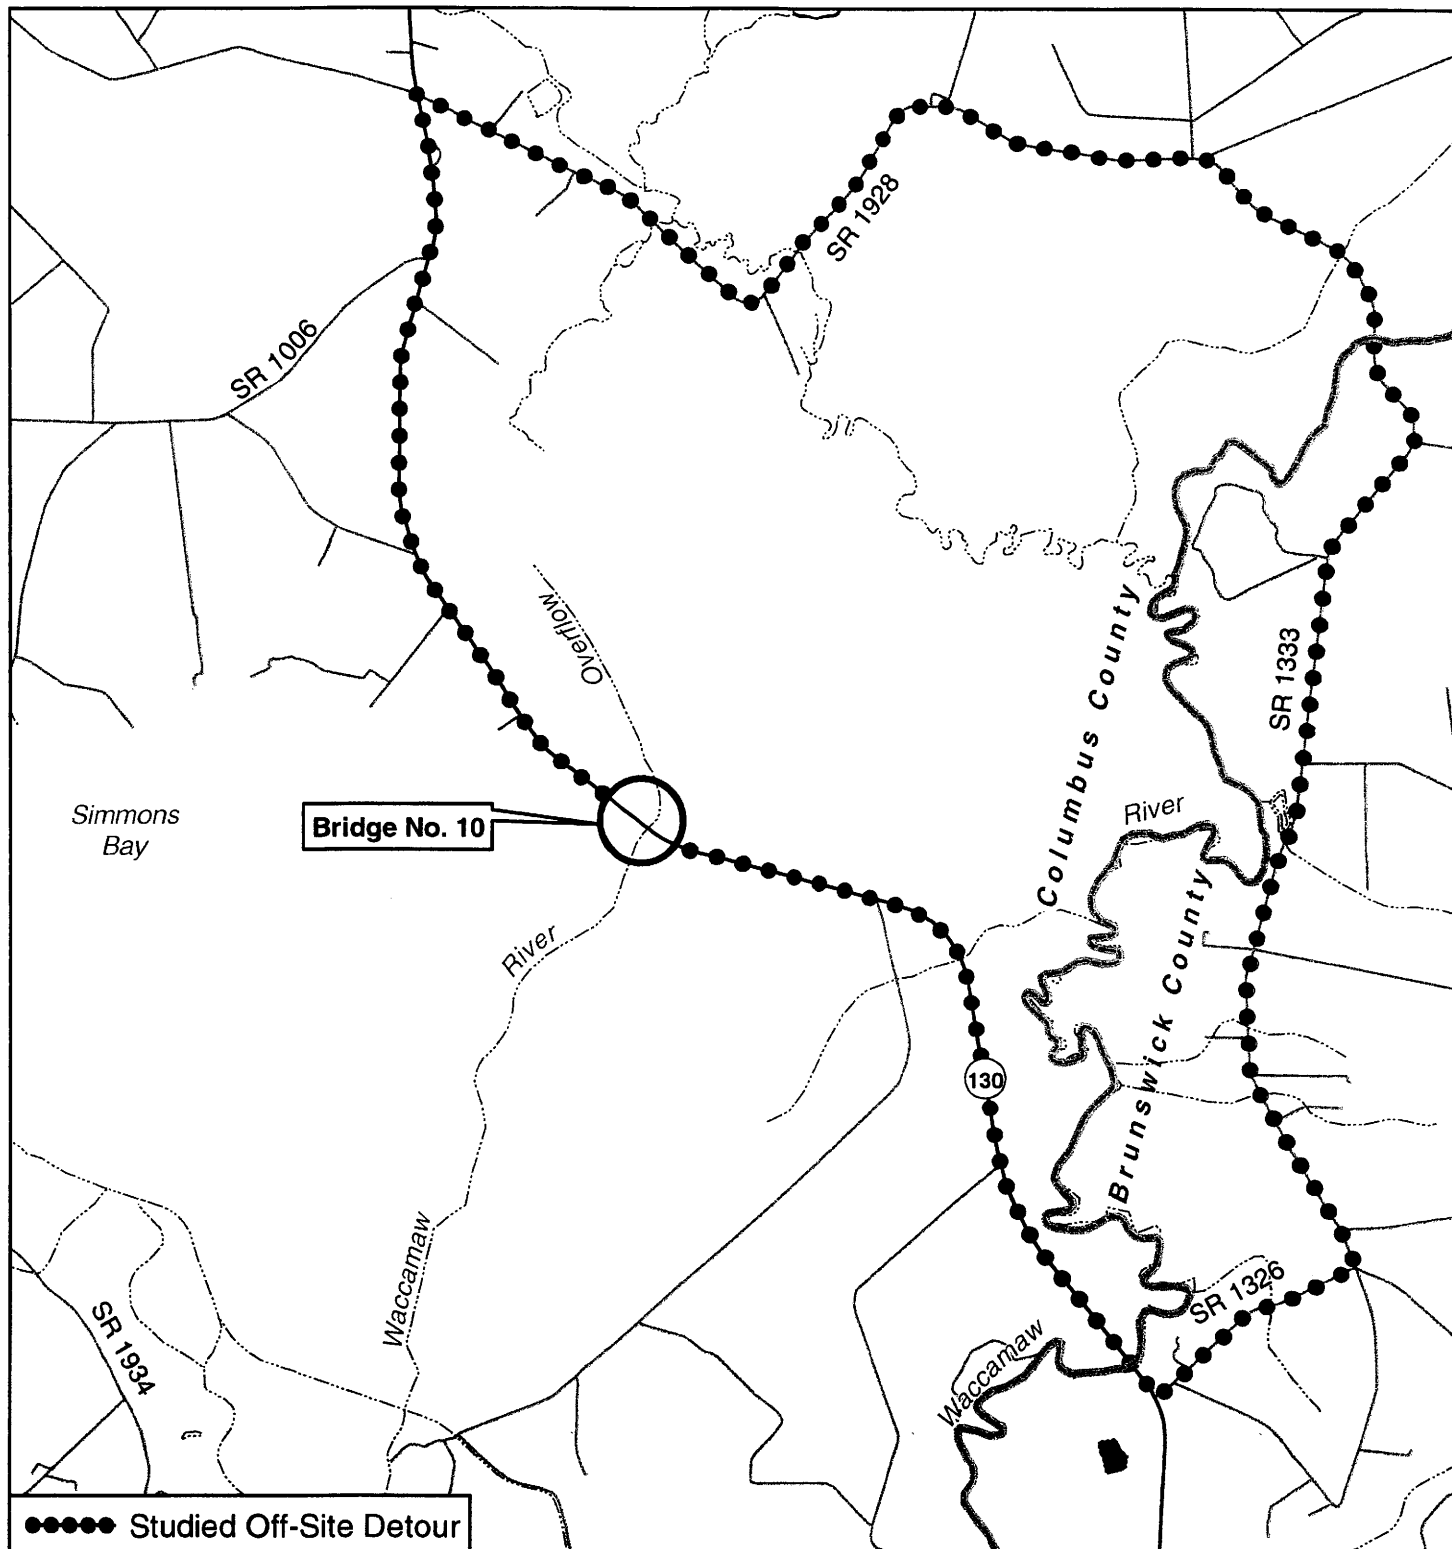 SR 1928
SR 1006
Overflow
Columbus County
SR 1333
Simmons
Bay
Bridge No. 10
River
River
Brunswick County
130
Waccamaw
SR 1326
SR 1934
Waccamaw
Studied Off-Site Detour